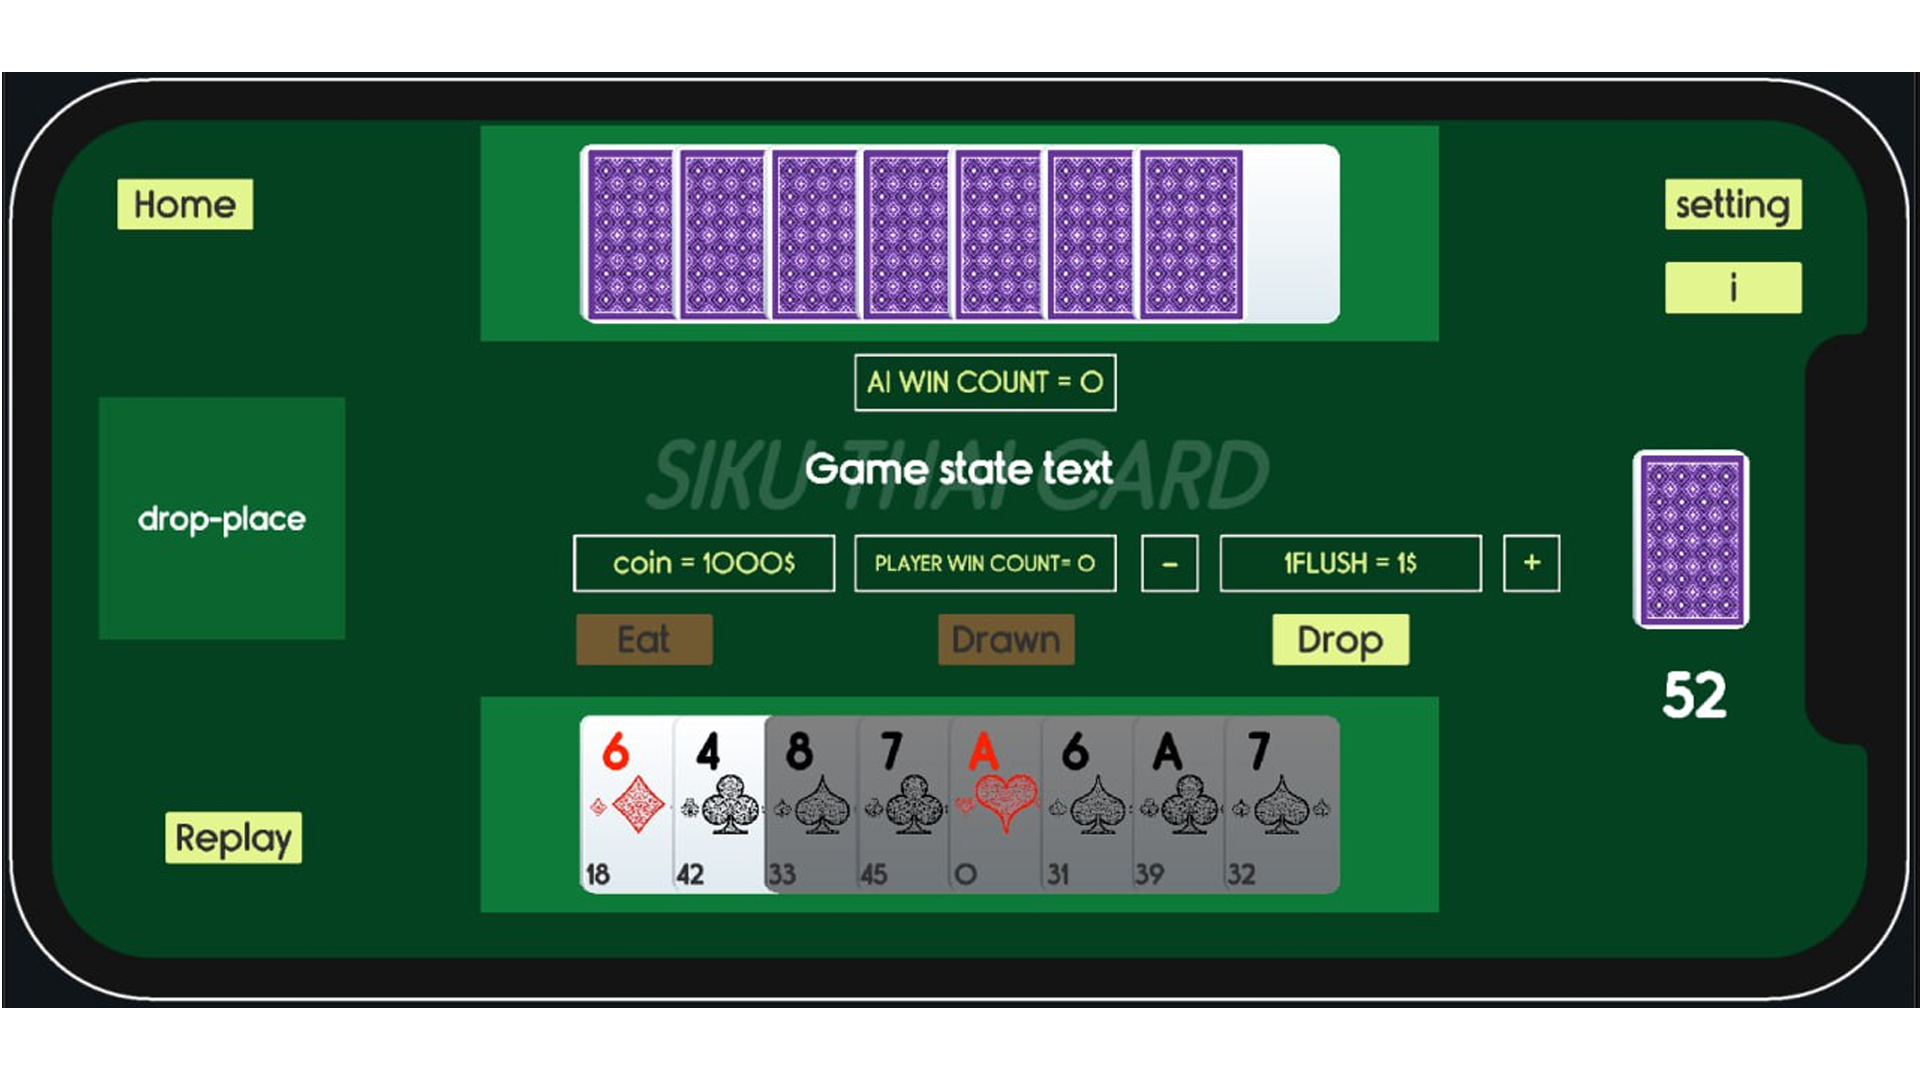 Home
setting
i
AI WIN COUNT = 0
SIKU THAI CARD
Game state text
drop-place
coin = 1000$
PLAYER WIN COUNT= 0
-
1FLUSH = 1$
+
Eat
Drawn
Drop
52
6 4 8 7 A 6 A 7
18 42 33 45 0 31 39 32
Replay